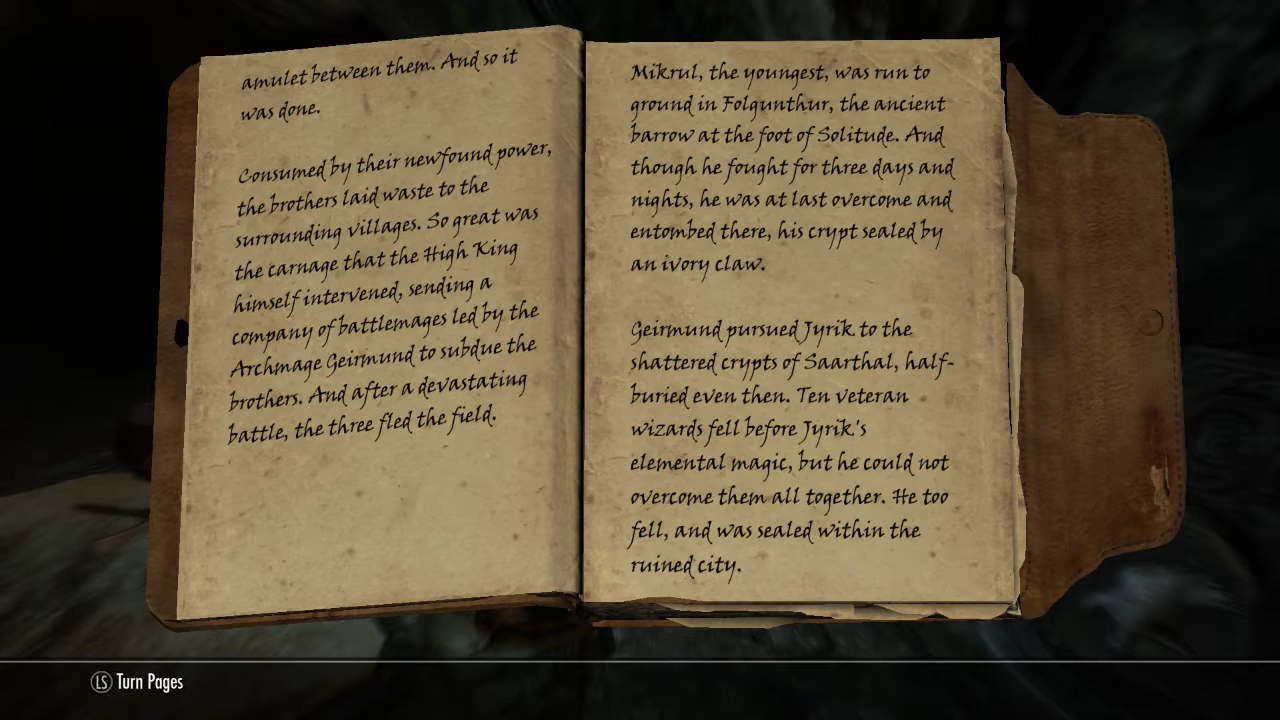 amulet between them. And so it
was done.
Consumed by their newfound power,
the brothers laid waste to the
surrounding villages. So great was
the carnage that the High King
himself intervened, sending a
company of battlemages led by the
Archmage Geirmund to subdue the
brothers. And after a devastating
battle, the three fled the field.
Mikrul, the youngest, was run to
ground in Folgunthur, the ancient
barrow at the foot of Solitude. And
though he fought for three days and
nights, he was at last overcome and
entombed there, his crypt sealed by
an ivory claw.
Geirmund pursued Jyrik to the
shattered crypts of Saarthal, half-
buried even then. Ten veteran
wizards fell before Jyrik's
elemental magic, but he could not
overcome them all together. He too
fell, and was sealed within the
ruined city.
LS Turn Pages